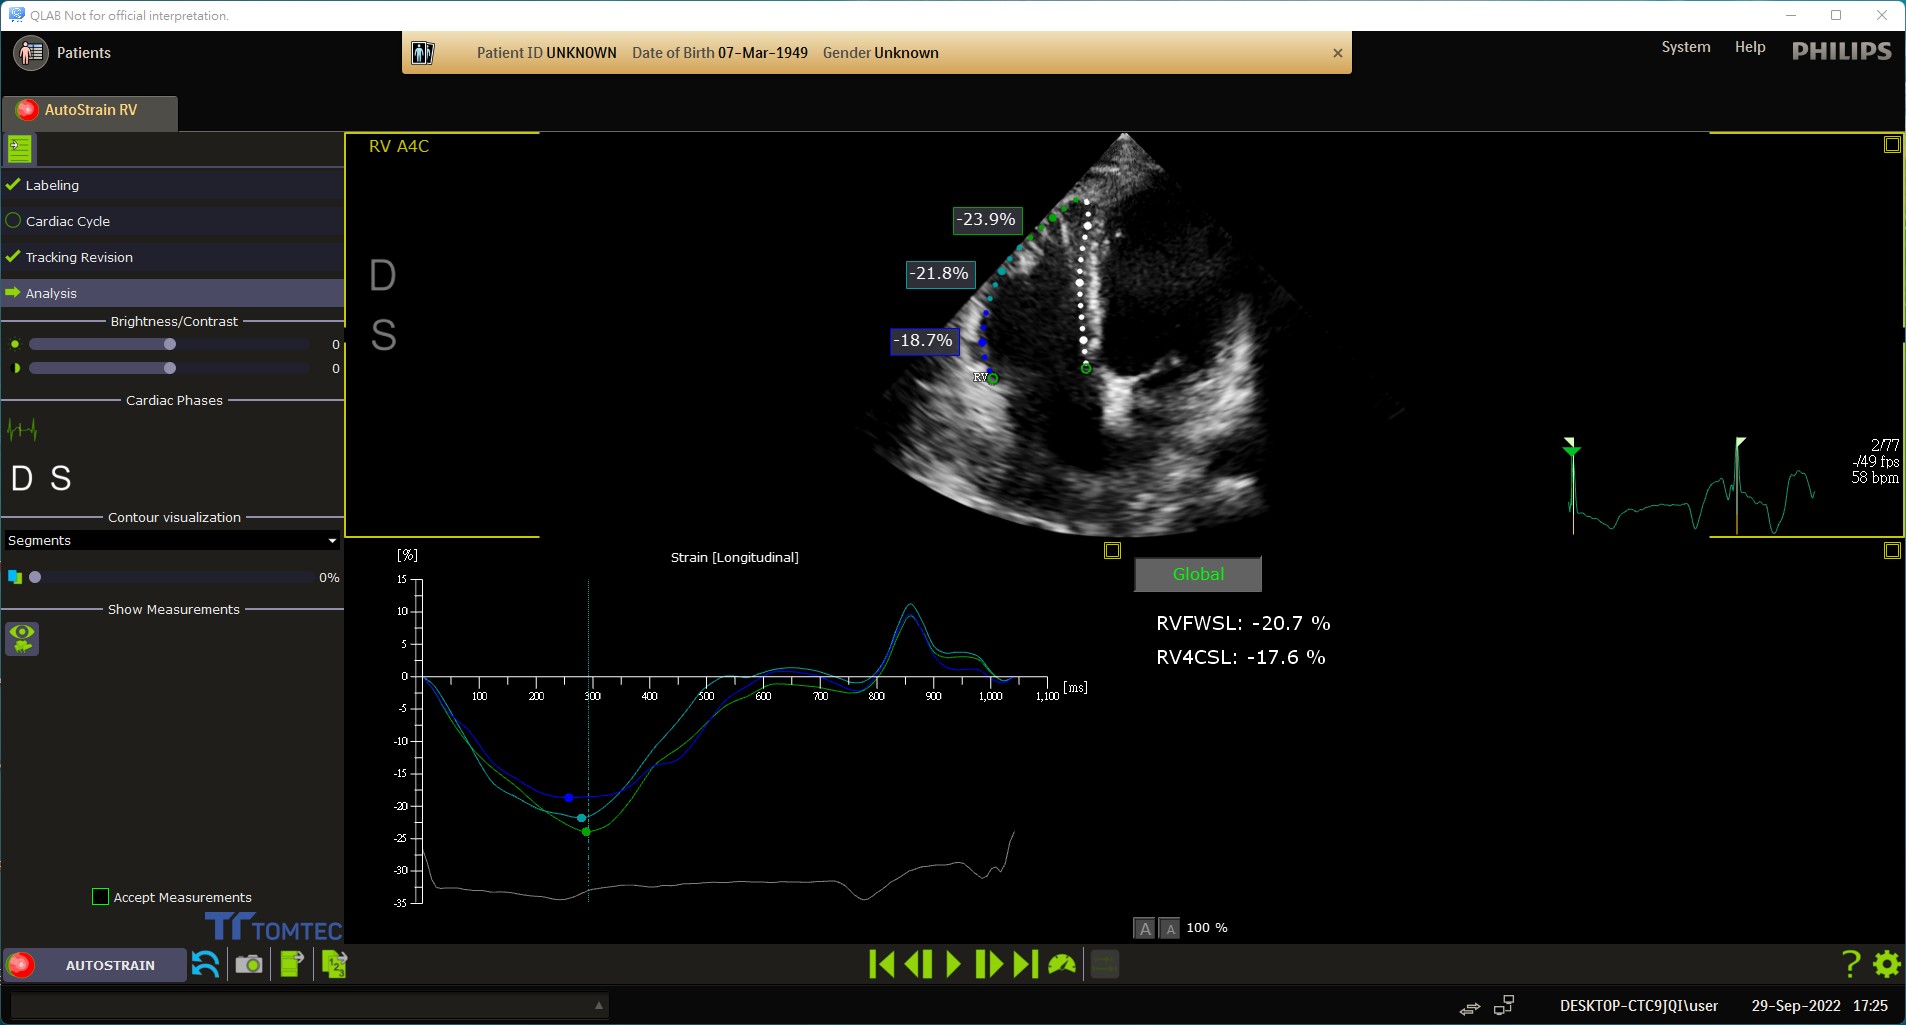 QLAB Not for official interpretation.
Patients
Patient ID UNKNOWN Date of Birth 07-Mar-1949 Gender Unknown
System Help PHILIPS
AutoStrain RV
Labeling
Cardiac Cycle
Tracking Revision
Analysis
Brightness/Contrast
0
0
Cardiac Phases
D S
Contour visualization
Segments
0%
Show Measurements
Accept Measurements
TOMTEC
RV A4C
D
S
-23.9%
-21.8%
-18.7%
RV
2/77
-/49 fps
58 bpm
[%]
Strain [Longitudinal]
15
10
5
0
-5
-10
-15
-20
-25
-30
-35
100 200 300 400 500 600 700 800 900 1,000 1,100 [ms]
Global
RVFWSL: -20.7 %
RV4CSL: -17.6 %
A A 100 %
AUTOSTRAIN
123
?
DESKTOP-CTC9JQI\user 29-Sep-2022 17:25